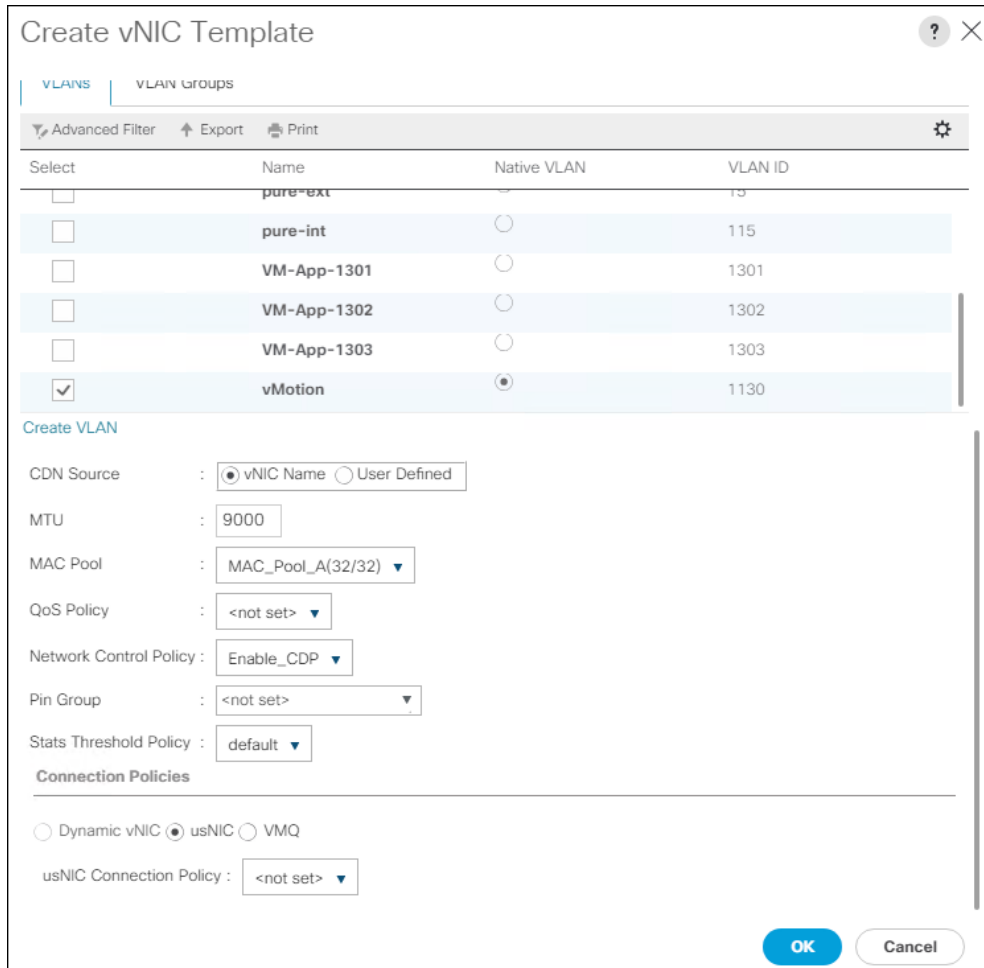 Create vNIC Template ? ×
VLANs VLAN Groups
Advanced Filter Export Print
Select Name Native VLAN VLAN ID
pure-ext 15
pure-int 115
VM-App-1301 1301
VM-App-1302 1302
VM-App-1303 1303
vMotion 1130
Create VLAN
CDN Source : vNIC Name User Defined
MTU : 9000
MAC Pool : MAC_Pool_A(32/32)
QoS Policy : <not set>
Network Control Policy : Enable_CDP
Pin Group : <not set>
Stats Threshold Policy : default
Connection Policies
Dynamic vNIC usNIC VMQ
usNIC Connection Policy : <not set>
OK Cancel